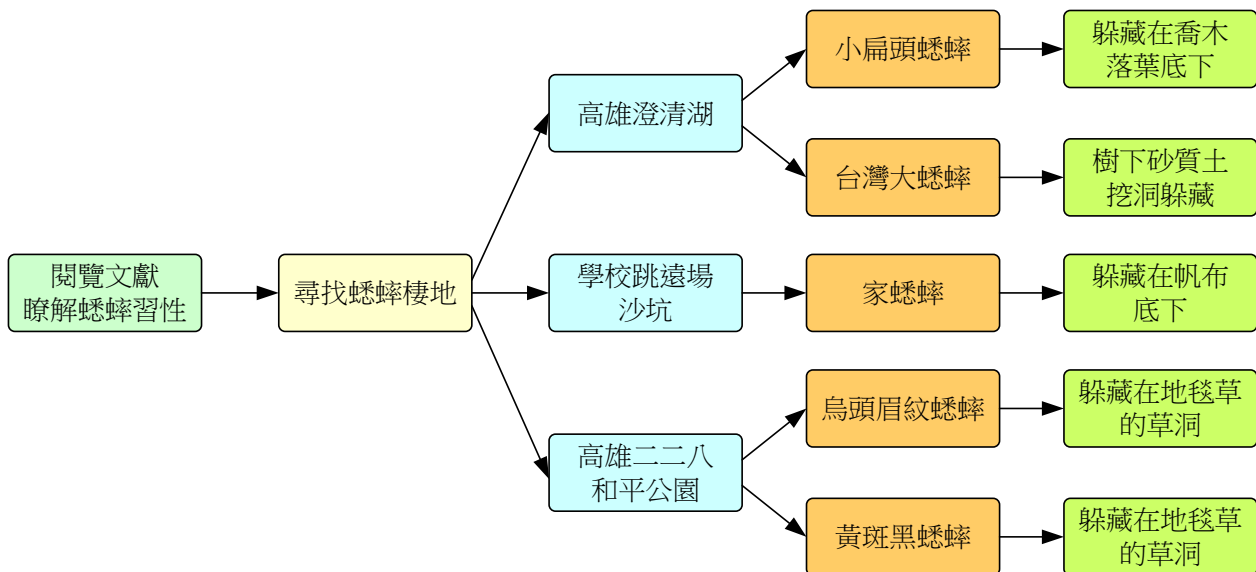 閱覽文獻
瞭解蟋蟀習性
尋找蟋蟀棲地
高雄澄清湖
小扁頭蟋蟀
躲藏在喬木
落葉底下
台灣大蟋蟀
樹下砂質土
挖洞躲藏
學校跳遠場
沙坑
家蟋蟀
躲藏在帆布
底下
高雄二二八
和平公園
烏頭眉紋蟋蟀
躲藏在地毯草
的草洞
黃斑黑蟋蟀
躲藏在地毯草
的草洞